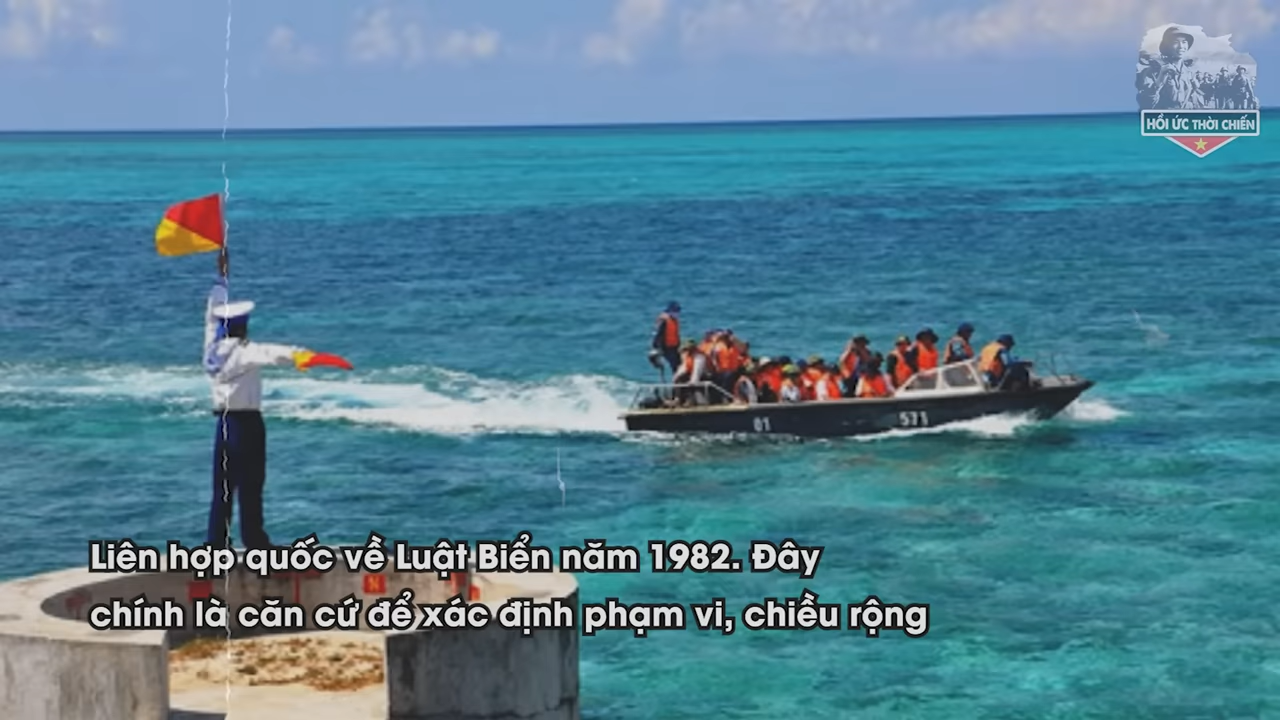 HỒI ỨC THỜI CHIẾN
01
571
Liên hợp quốc về Luật Biển năm 1982. Đây
chính là căn cứ để xác định phạm vi, chiều rộng